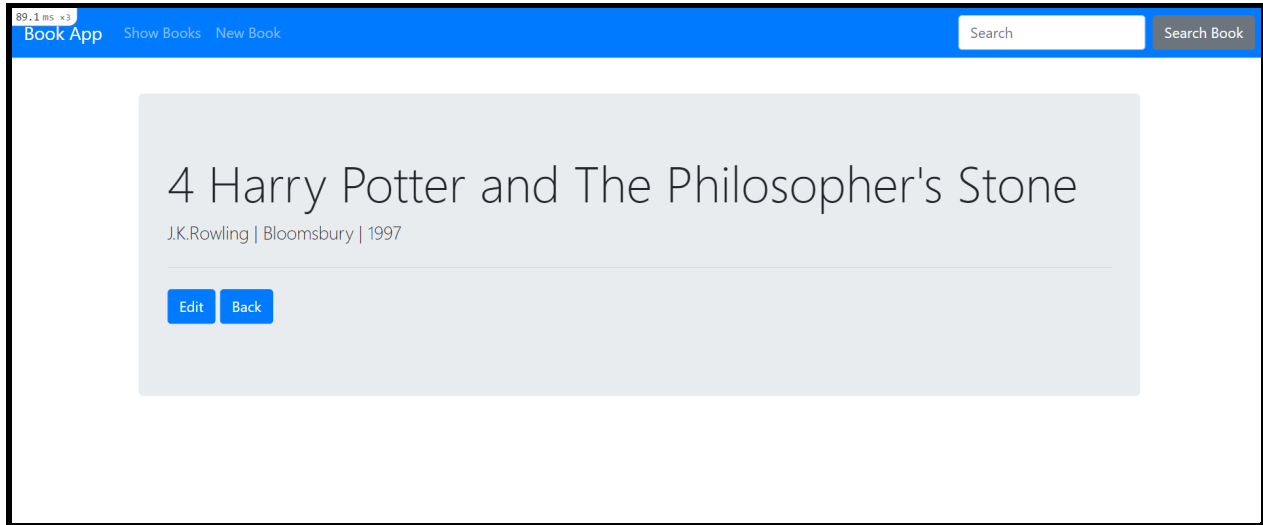 89.1 ms ×3
Book App Show Books New Book Search Search Book
4 Harry Potter and The Philosopher's Stone
J.K.Rowling | Bloomsbury | 1997
Edit Back